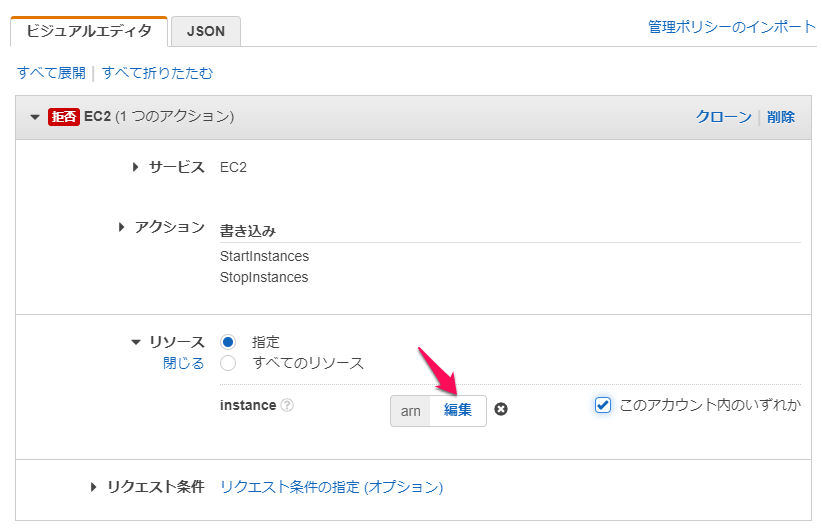 ビジュアルエディタ JSON 管理ポリシーのインポート
すべて展開 | すべて折りたたむ
拒否 EC2 (1 つのアクション) クローン | 削除
サービス EC2
アクション 書き込み
StartInstances
StopInstances
リソース 指定
閉じる すべてのリソース
instance ? arn 編集 このアカウント内のいずれか
リクエスト条件 リクエスト条件の指定 (オプション)